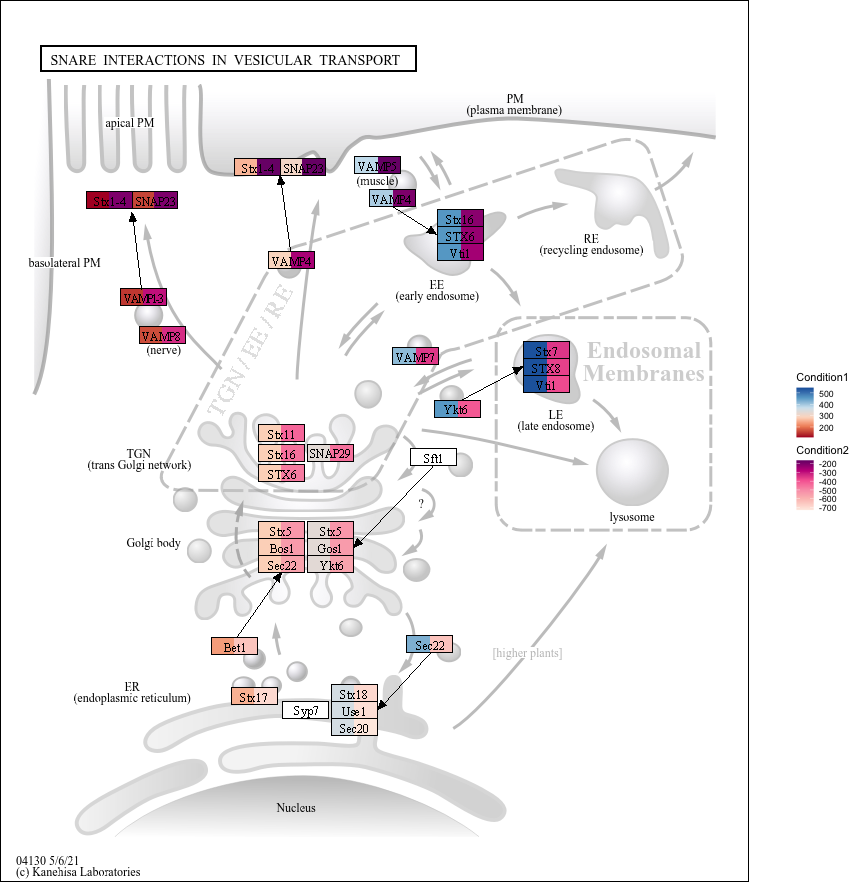 SNARE INTERACTIONS IN VESICULAR TRANSPORT
PM
(plasma membrane)
apical PM
Stx1-4 SNAP23
VAMP5
(muscle)
VAMP4
Stx1-4 SNAP23
Stx16
STX6
Vti1
RE
(recycling endosome)
basolateral PM
VAMP4
EE
(early endosome)
VAMP1-3
VAMP8
(nerve)
TGN / EE / RE
VAMP7
Stx7
STX8
Vti1
Endosomal
Membranes
Ykt6
LE
(late endosome)
Condition1
500
400
300
200
Condition2
-200
-300
-400
-500
-600
-700
TGN
(trans Golgi network)
Stx11
Stx16 SNAP29
STX6
Sft1
?
lysosome
Golgi body
Stx5 Stx5
Bos1 Gos1
Sec22 Ykt6
Bet1
Sec22
[higher plants]
ER
(endoplasmic reticulum)
Stx17
Syp7
Stx18
Use1
Sec20
Nucleus
04130 5/6/21
(c) Kanehisa Laboratories